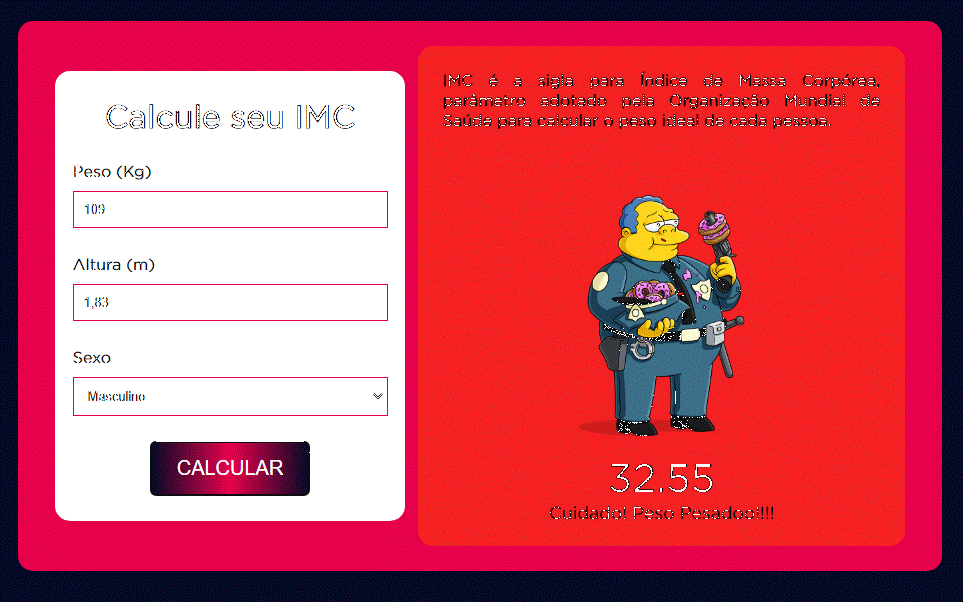 Calcule seu IMC
Peso (Kg)
109
Altura (m)
1,83
Sexo
Masculino
CALCULAR
IMC é a sigla para Índice de Massa Corpórea,
parâmetro adotado pela Organização Mundial de
Saúde para calcular o peso ideal de cada pessoa.
32.55
Cuidado! Peso Pesadooo!!!!